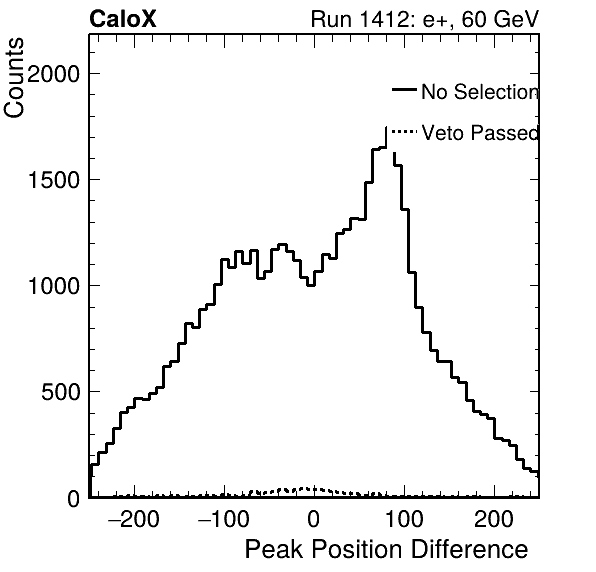 CaloX Run 1412: e+, 60 GeV
Counts
2000
1500
1000
500
0
No Selection
Veto Passed
−200 −100 0 100 200
Peak Position Difference